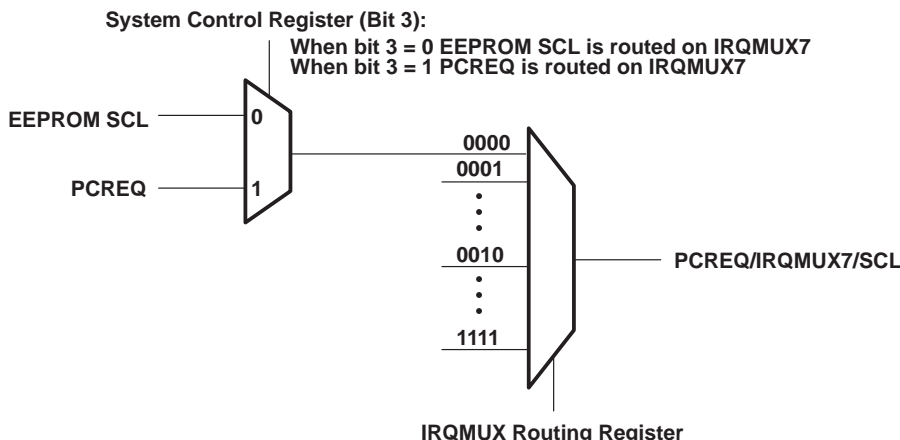 System Control Register (Bit 3):
When bit 3 = 0 EEPROM SCL is routed on IRQMUX7
When bit 3 = 1 PCREQ is routed on IRQMUX7
EEPROM SCL
0
PCREQ
1
0000
0001
0010
1111
PCREQ/IRQMUX7/SCL
IRQMUX Routing Register